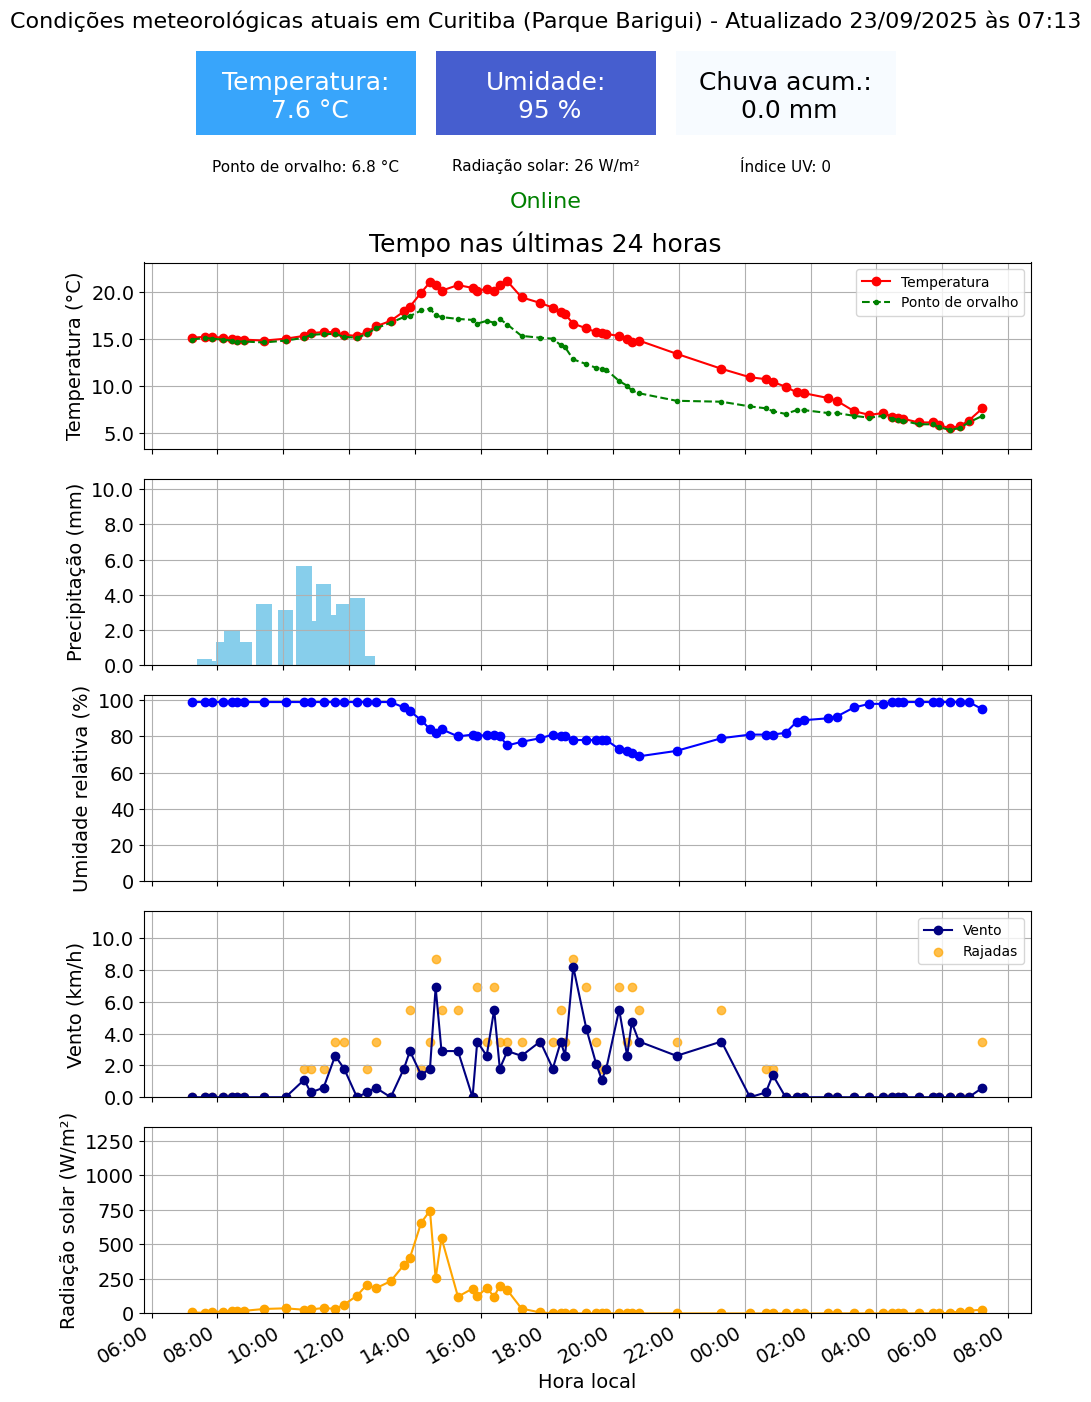 Condições meteorológicas atuais em Curitiba (Parque Barigui) - Atualizado 23/09/2025 às 07:13
Temperatura:
7.6 °C
Umidade:
95 %
Chuva acum.:
0.0 mm
Ponto de orvalho: 6.8 °C
Radiação solar: 26 W/m²
Índice UV: 0
Online
Tempo nas últimas 24 horas
Temperatura (°C)
20.0
15.0
10.0
5.0
Temperatura
Ponto de orvalho
Precipitação (mm)
10.0
8.0
6.0
4.0
2.0
0.0
Umidade relativa (%)
100
80
60
40
20
0
Vento (km/h)
10.0
8.0
6.0
4.0
2.0
0.0
Vento
Rajadas
Radiação solar (W/m²)
1250
1000
750
500
250
0
06:00
08:00
10:00
12:00
14:00
16:00
18:00
20:00
22:00
00:00
02:00
04:00
06:00
08:00
Hora local